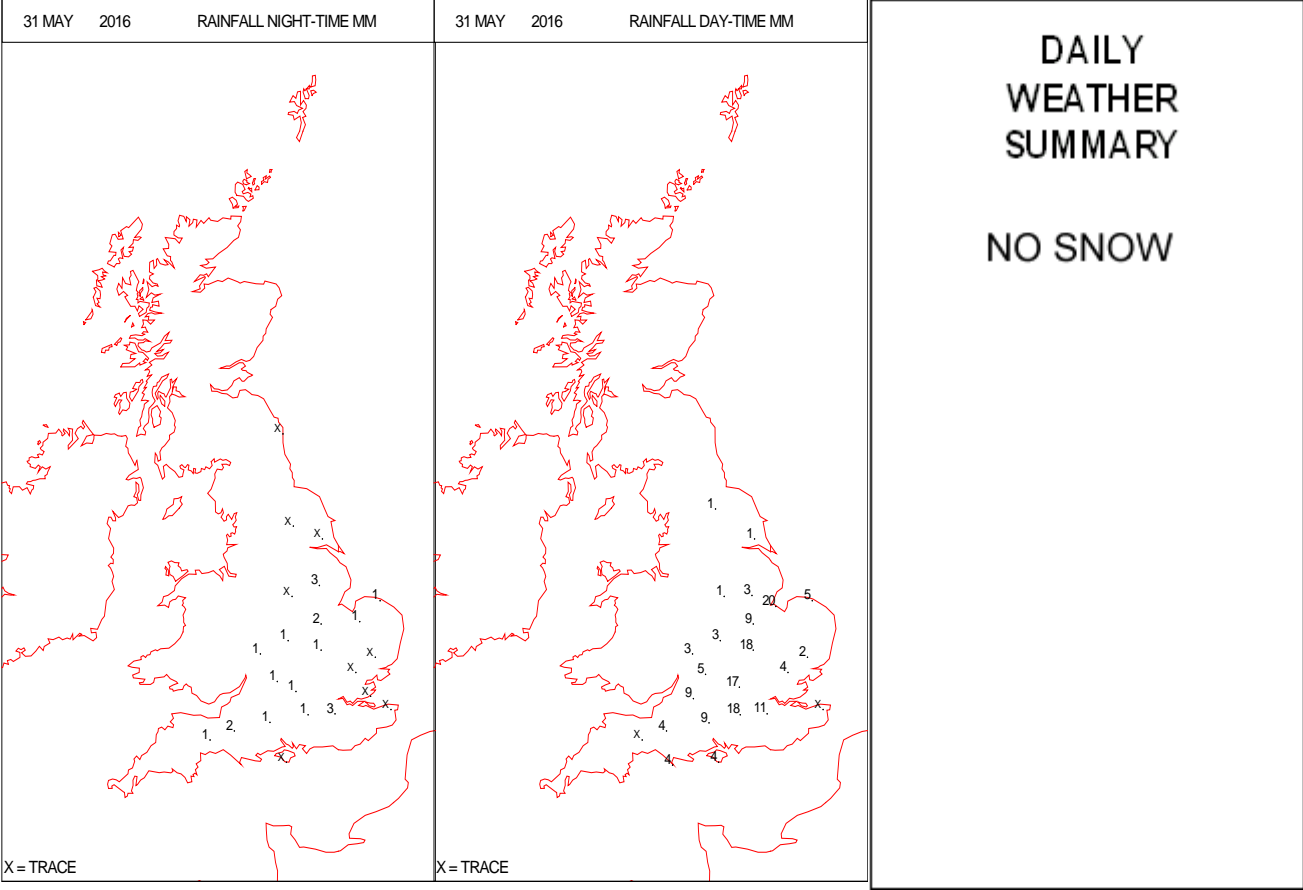 31 MAY 2016 RAINFALL NIGHT-TIME MM
X.
X.
X.
3.
X.
1.
2.
1.
1.
1.
1.
X.
X.
1.
1.
X.
X.
1.
3.
1.
2.
1.
X.
X = TRACE
31 MAY 2016 RAINFALL DAY-TIME MM
1.
1.
1.
3.
20.
5.
9.
3.
18.
3.
2.
5.
4.
17.
9.
18.
11.
X.
9.
4.
X.
4.
4.
X = TRACE
DAILY
WEATHER
SUMMARY
NO SNOW